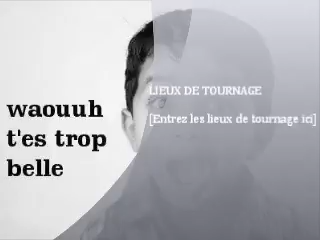 waouuh
t'es trop
belle
LIEUX DE TOURNAGE
[Entrez les lieux de tournage ici]